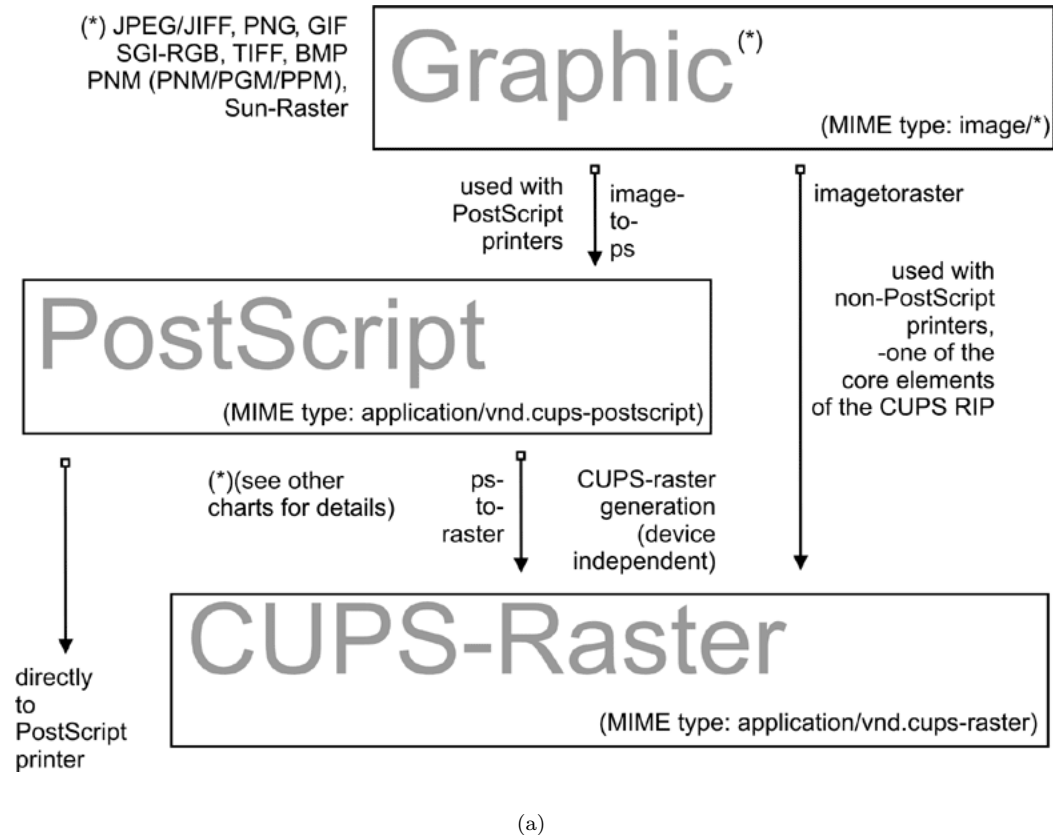 (*) JPEG/JIFF, PNG, GIF
SGI-RGB, TIFF, BMP
PNM (PNM/PGM/PPM),
Sun-Raster
Graphic(*)
(MIME type: image/*)
used with
PostScript
printers
image-
to-
ps
imagetoraster
used with
non-PostScript
printers,
-one of the
core elements
of the CUPS RIP
PostScript
(MIME type: application/vnd.cups-postscript)
(*)(see other
charts for details)
ps-
to-
raster
CUPS-raster
generation
(device
independent)
CUPS-Raster
(MIME type: application/vnd.cups-raster)
directly
to
PostScript
printer
(a)